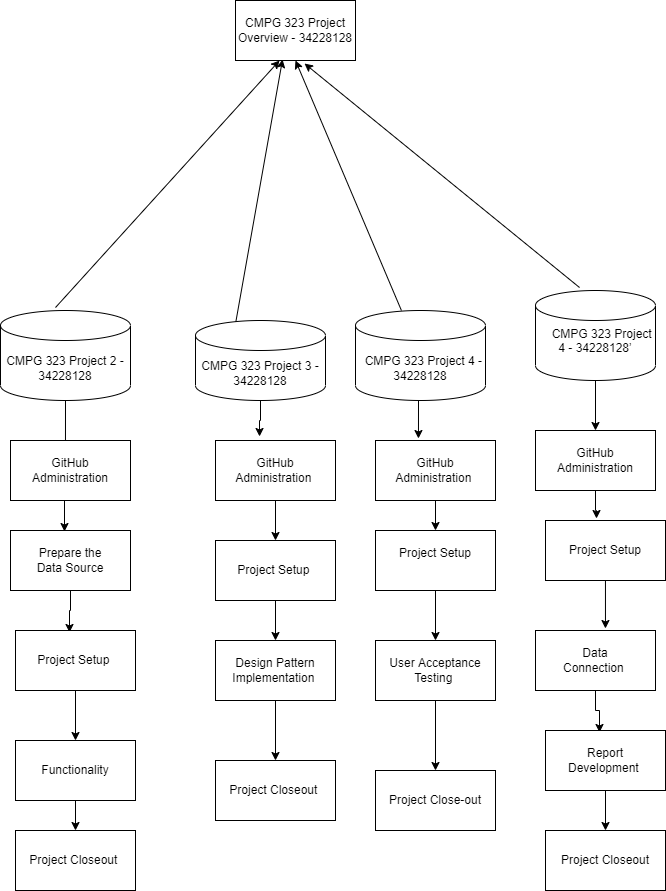 CMPG 323 Project
Overview - 34228128
CMPG 323 Project 2 -
34228128
CMPG 323 Project 3 -
34228128
CMPG 323 Project 4 -
34228128
CMPG 323 Project
4 - 34228128'
GitHub
Administration
Prepare the
Data Source
Project Setup
Functionality
Project Closeout
GitHub
Administration
Project Setup
Design Pattern
Implementation
Project Closeout
GitHub
Administration
Project Setup
User Acceptance
Testing
Project Close-out
GitHub
Administration
Project Setup
Data
Connection
Report
Development
Project Closeout